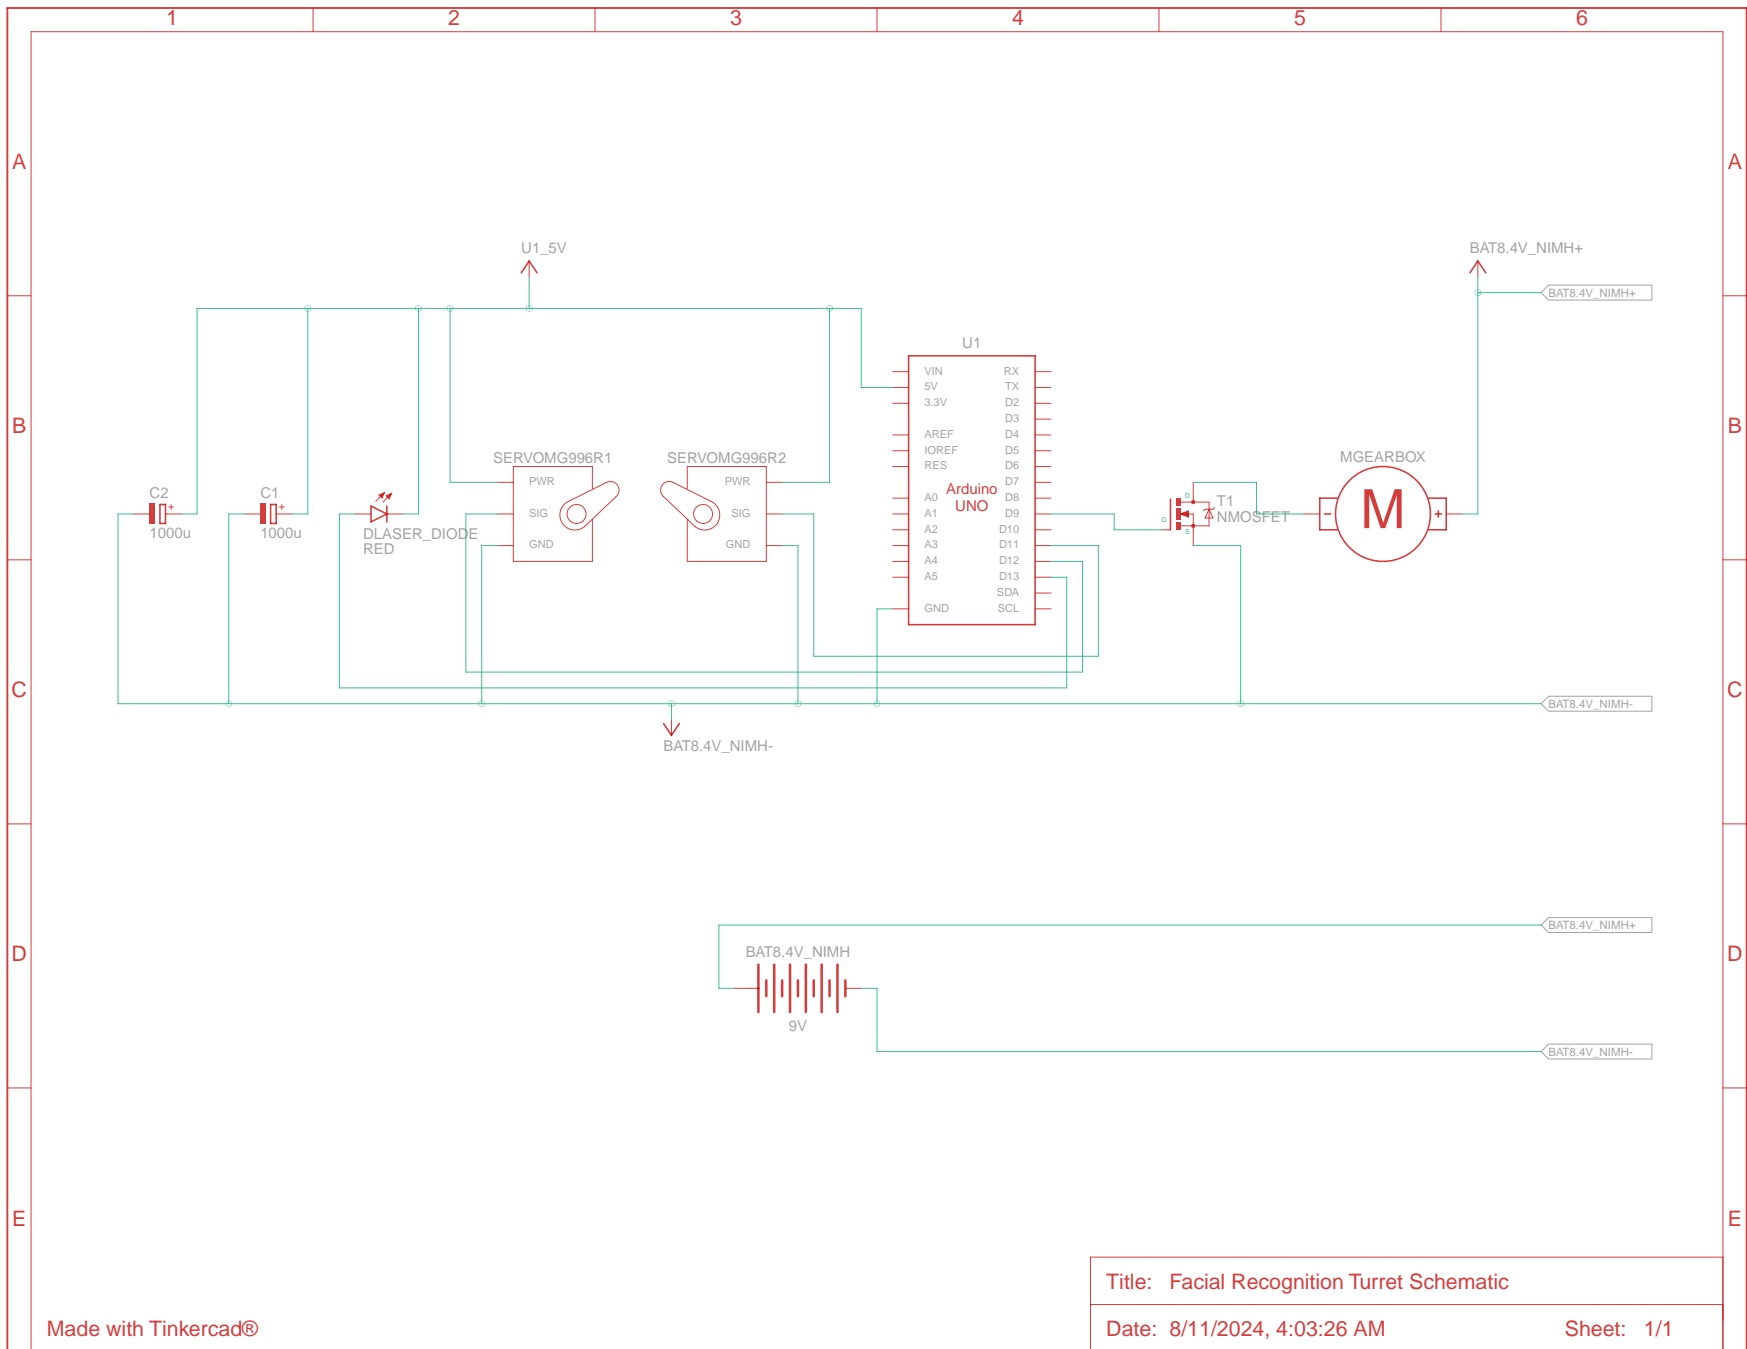 1 2 3 4 5 6
A A
U1_5V BAT8.4V_NIMH+
BAT8.4V_NIMH+
U1
VIN RX
5V TX
3.3V D2
D3
AREF D4
IOREF D5
RES D6
D7
A0 D8
A1 D9
A2 D10
A3 D11
A4 D12
A5 D13
SDA
GND SCL
Arduino
UNO
B B
SERVOMG996R1
PWR
SIG
GND
SERVOMG996R2
PWR
SIG
GND
MGEARBOX
- M +
C2
+
1000u
C1
+
1000u
DLASER_DIODE
RED
D
G
S
T1
NMOSFET
C C
BAT8.4V_NIMH-
BAT8.4V_NIMH-
BAT8.4V_NIMH+
D D
BAT8.4V_NIMH
9V
BAT8.4V_NIMH-
E E
Title: Facial Recognition Turret Schematic
Made with Tinkercad®
Date: 8/11/2024, 4:03:26 AM Sheet: 1/1